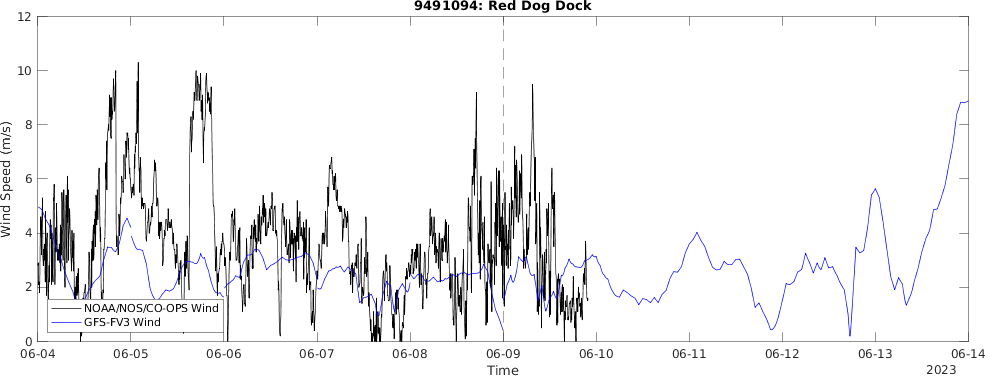 9491094: Red Dog Dock
12
10
8
6
4
2
0
Wind Speed (m/s)
NOAA/NOS/CO-OPS Wind
GFS-FV3 Wind
06-04 06-05 06-06 06-07 06-08 06-09 06-10 06-11 06-12 06-13 06-14
Time
2023